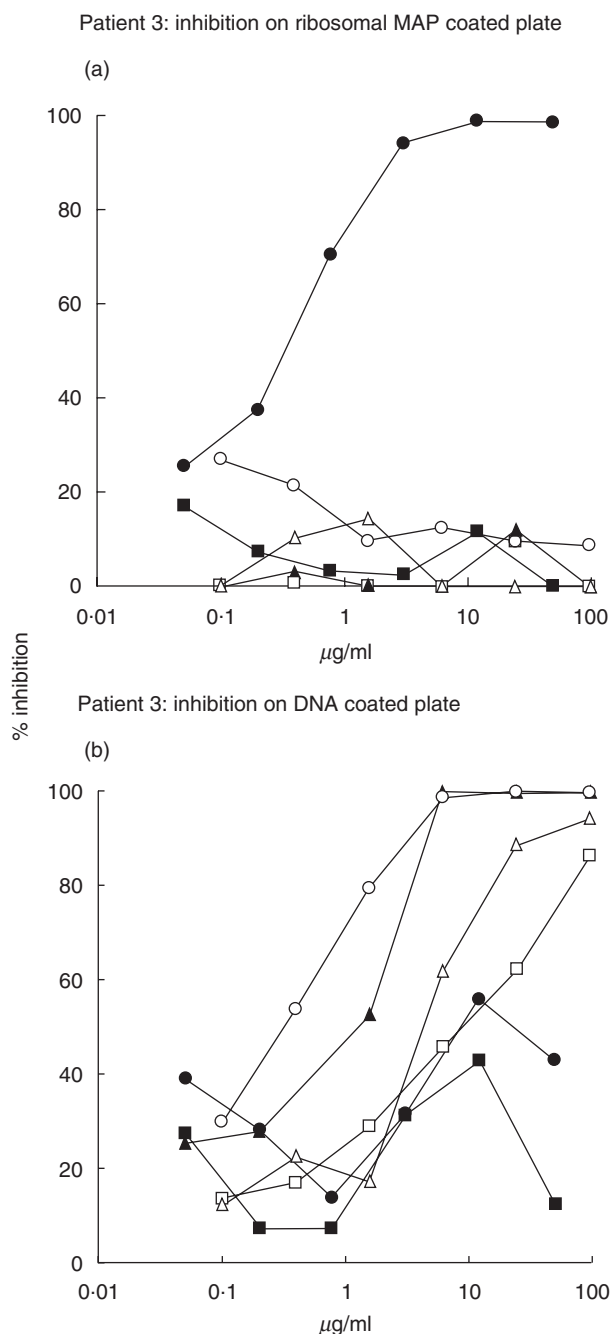 Patient 3: inhibition on ribosomal MAP coated plate
(a)
100
80
60
40
20
0
0·01 0·1 1 10 100
μg/ml
% inhibition
Patient 3: inhibition on DNA coated plate
(b)
100
80
60
40
20
0
0·01 0·1 1 10 100
μg/ml